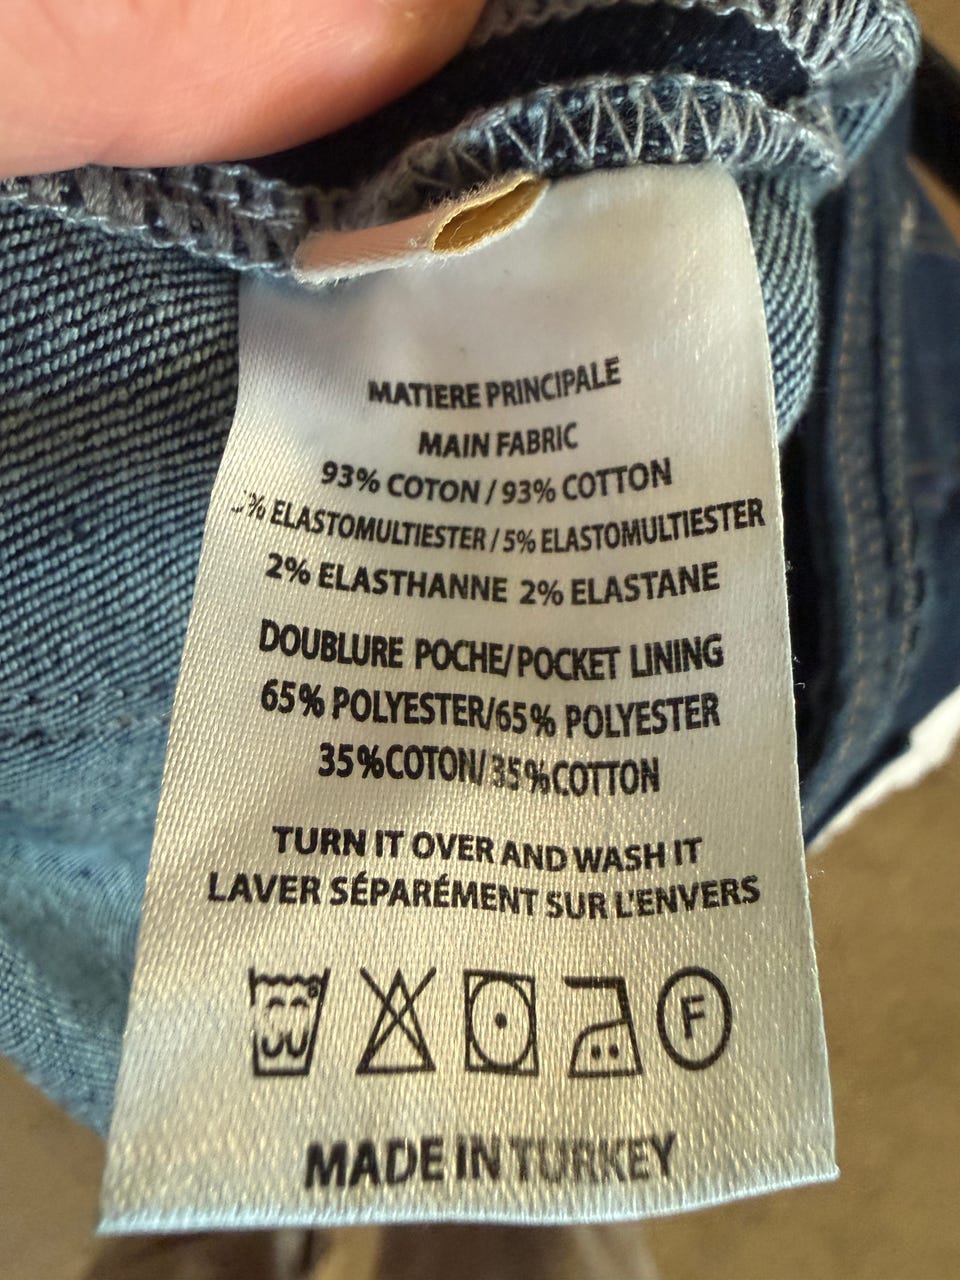 MATIERE PRINCIPALE
MAIN FABRIC
93% COTON / 93% COTTON
% ELASTOMULTIESTER / 5% ELASTOMULTIESTER
2% ELASTHANNE 2% ELASTANE
DOUBLURE POCHE/POCKET LINING
65% POLYESTER/65% POLYESTER
35%COTON/35%COTTON
TURN IT OVER AND WASH IT
LAVER SÉPARÉMENT SUR L'ENVERS
F
MADE IN TURKEY